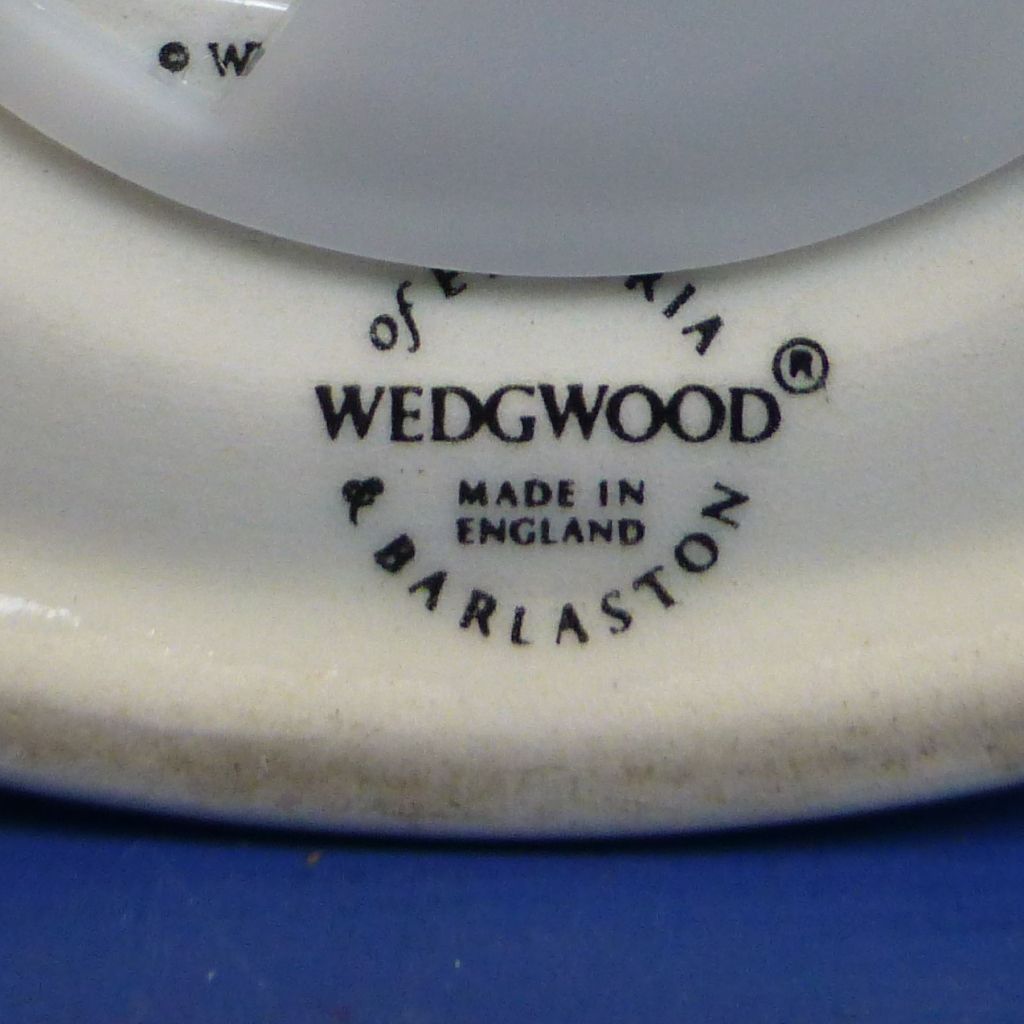 © W
of E RIA
WEDGWOOD®
MADE IN
ENGLAND
& BARLASTON